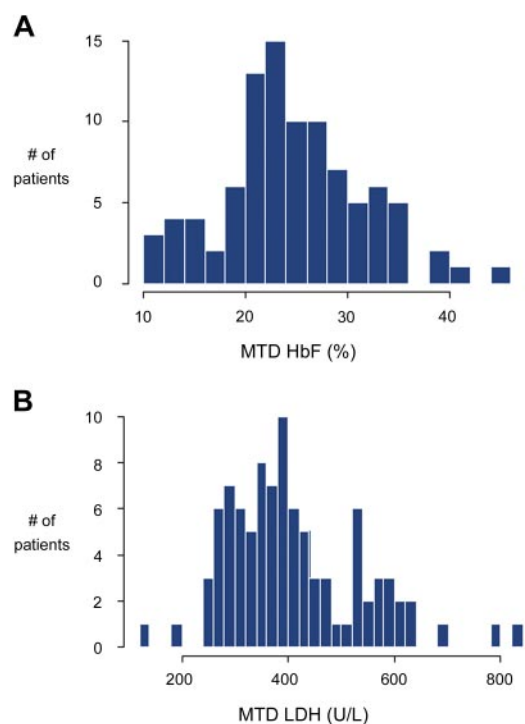 A
15
10
# of
patients
5
0
10 20 30 40
MTD HbF (%)
B
10
8
6
# of
patients
4
2
0
200 400 600 800
MTD LDH (U/L)